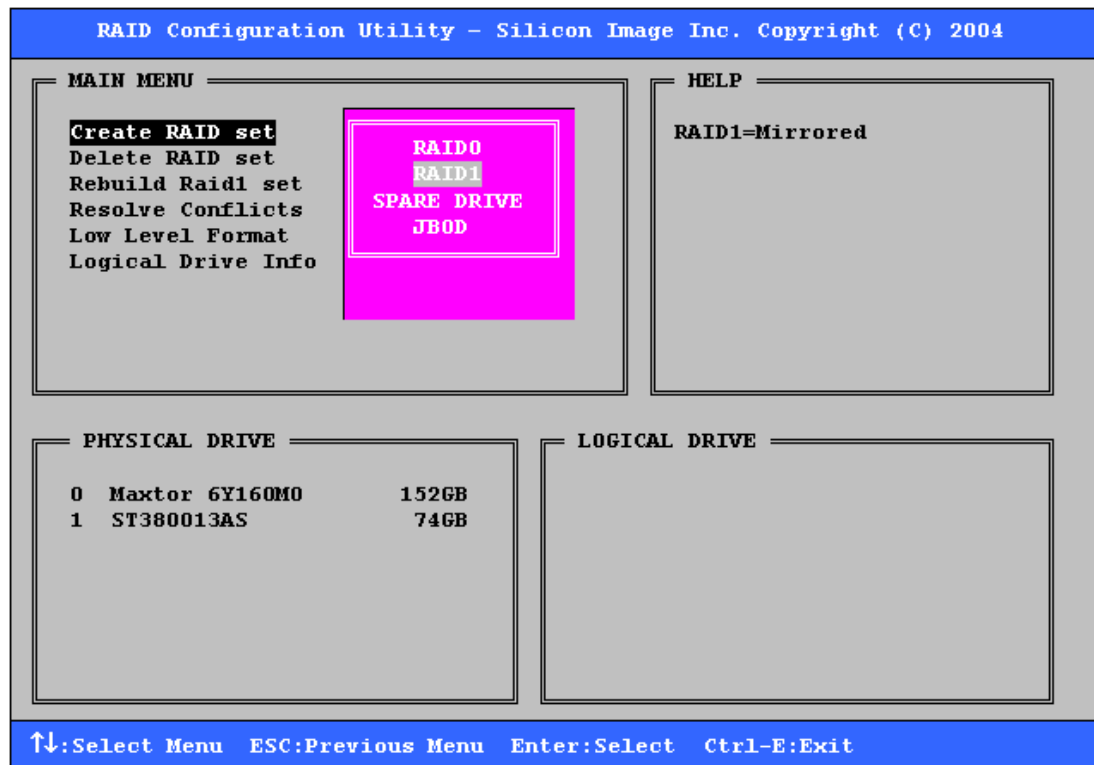 RAID Configuration Utility – Silicon Image Inc. Copyright (C) 2004
MAIN MENU
Create RAID set
Delete RAID set
Rebuild Raid1 set
Resolve Conflicts
Low Level Format
Logical Drive Info
RAID0
RAID1
SPARE DRIVE
JBOD
HELP
RAID1=Mirrored
PHYSICAL DRIVE
0 Maxtor 6Y160M0 152GB
1 ST380013AS 74GB
LOGICAL DRIVE
↑↓:Select Menu ESC:Previous Menu Enter:Select Ctrl-E:Exit